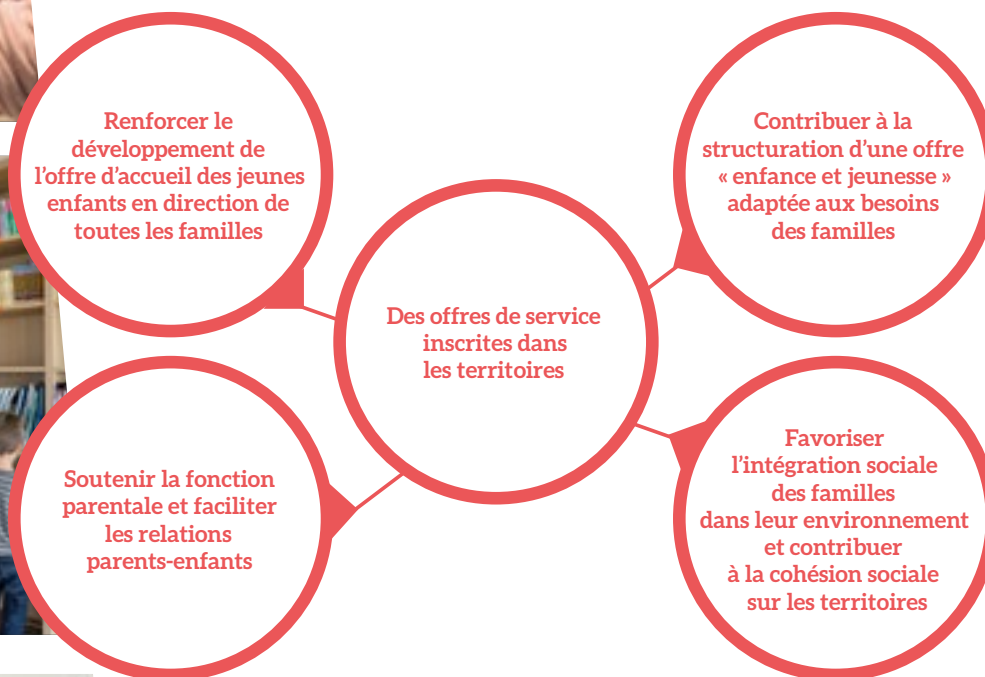 Renforcer le
développement de
l'offre d'accueil des jeunes
enfants en direction de
toutes les familles
Contribuer à la
structuration d'une offre
« enfance et jeunesse »
adaptée aux besoins
des familles
Des offres de service
inscrites dans
les territoires
Soutenir la fonction
parentale et faciliter
les relations
parents-enfants
Favoriser
l'intégration sociale
des familles
dans leur environnement
et contribuer
à la cohésion sociale
sur les territoires